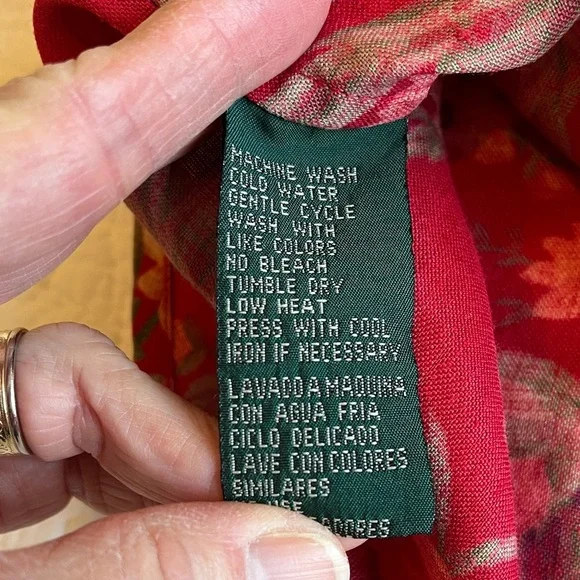 MACHINE WASH
COLD WATER
GENTLE CYCLE
WASH WITH
LIKE COLORS
NO BLEACH
TUMBLE DRY
LOW HEAT
PRESS WITH COOL
IRON IF NECESSARY
LAVADO A MAQUINA
CON AGUA FRIA
CICLO DELICADO
LAVE CON COLORES
SIMILARES